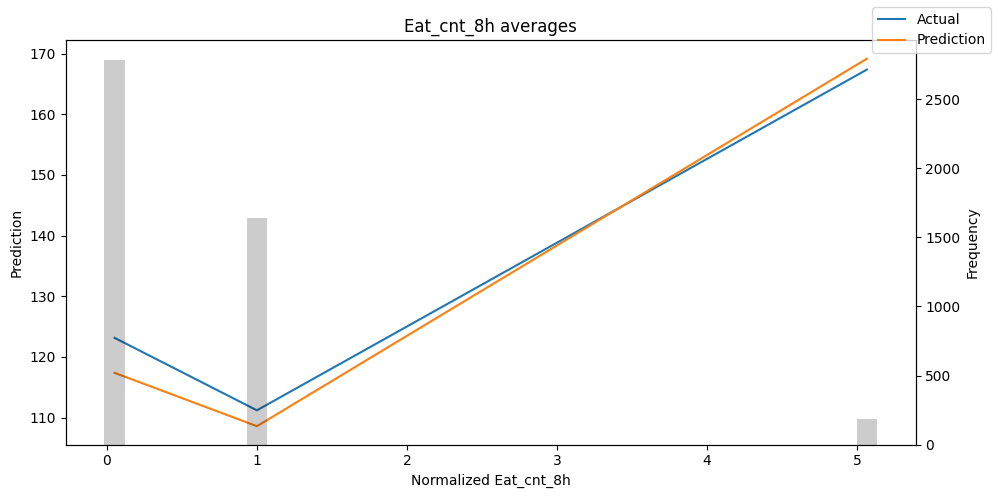 Eat_cnt_8h averages
Actual
Prediction
170
160
150
140
130
120
110
Prediction
2500
2000
1500
1000
500
0
Frequency
0 1 2 3 4 5
Normalized Eat_cnt_8h